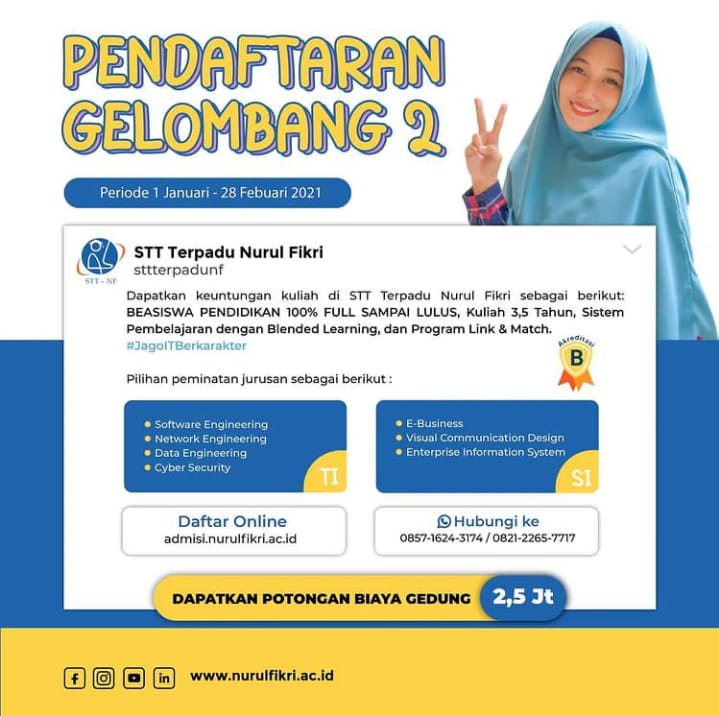 PENDAFTARAN
GELOMBANG 2
Periode 1 Januari - 28 Febuari 2021
STT - NF
STT Terpadu Nurul Fikri
sttterpadunf
Dapatkan keuntungan kuliah di STT Terpadu Nurul Fikri sebagai berikut:
BEASISWA PENDIDIKAN 100% FULL SAMPAI LULUS, Kuliah 3,5 Tahun, Sistem
Pembelajaran dengan Blended Learning, dan Program Link & Match.
#JagoITBerkarakter
Akreditasi
B
Pilihan peminatan jurusan sebagai berikut :
Software Engineering
Network Engineering
Data Engineering
Cyber Security
TI
E-Business
Visual Communication Design
Enterprise Information System
SI
Daftar Online
admisi.nurulfikri.ac.id
Hubungi ke
0857-1624-3174 / 0821-2265-7717
DAPATKAN POTONGAN BIAYA GEDUNG 2,5 Jt
www.nurulfikri.ac.id